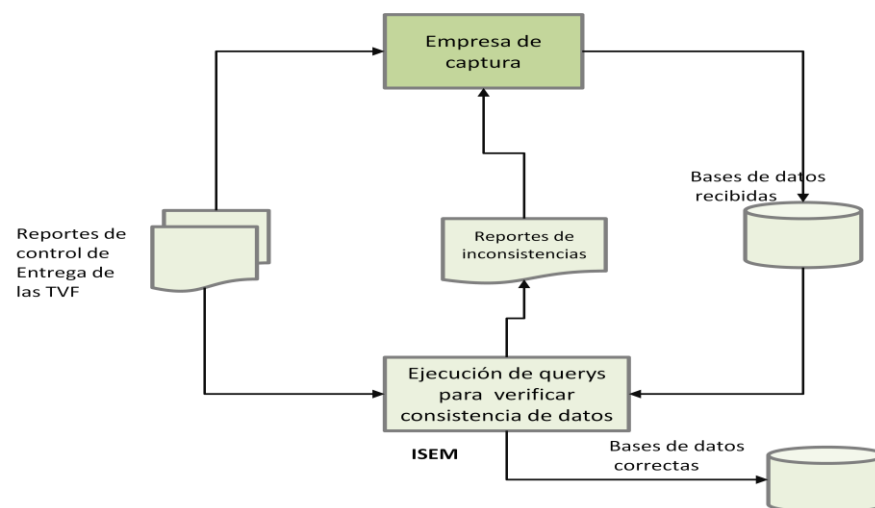 Empresa de
captura
Bases de datos
recibidas
Reportes de
control de
Entrega de
las TVF
Reportes de
inconsistencias
Ejecución de querys
para verificar
consistencia de datos
ISEM
Bases de datos
correctas